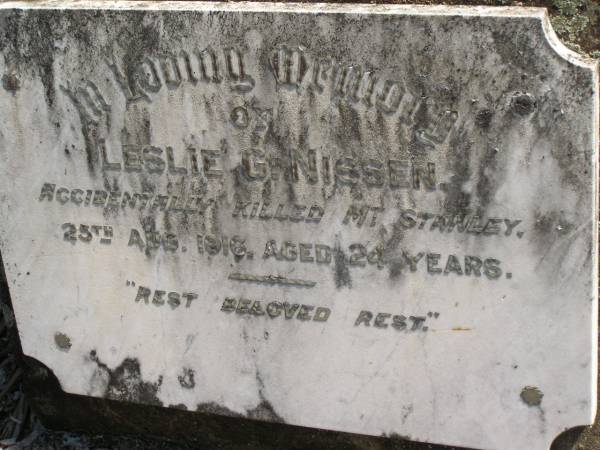 In Loving Memory
OF
LESLIE G. NISSEN.
ACCIDENTALLY KILLED MT. STANLEY,
25TH AUG. 1916. AGED 24 YEARS.
"REST BELOVED REST."